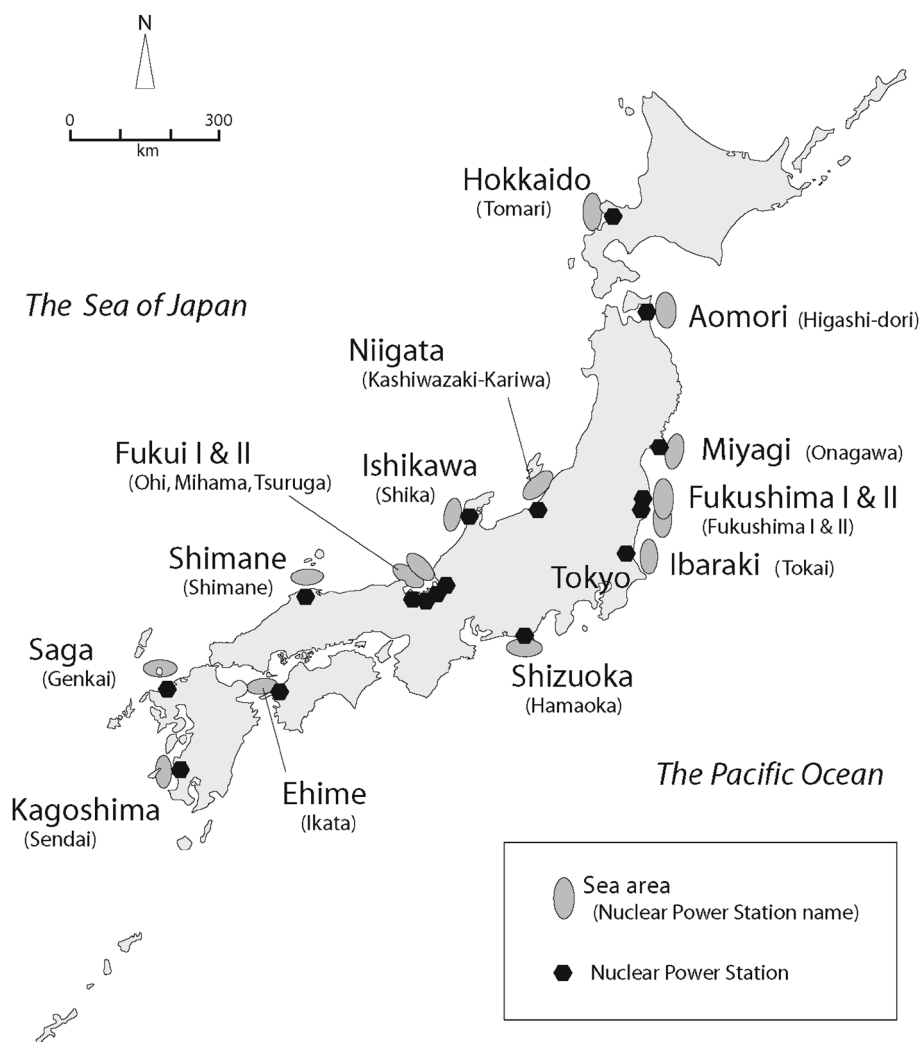 N
0 300
km
Hokkaido
(Tomari)
The Sea of Japan
Aomori (Higashi-dori)
Niigata
(Kashiwazaki-Kariwa)
Fukui I & II
(Ohi, Mihama, Tsuruga)
Ishikawa
(Shika)
Miyagi (Onagawa)
Fukushima I & II
(Fukushima I & II)
Shimane
(Shimane)
Ibaraki (Tokai)
Tokyo
Saga
(Genkai)
Shizuoka
(Hamaoka)
The Pacific Ocean
Ehime
(Ikata)
Kagoshima
(Sendai)
Sea area
(Nuclear Power Station name)
Nuclear Power Station